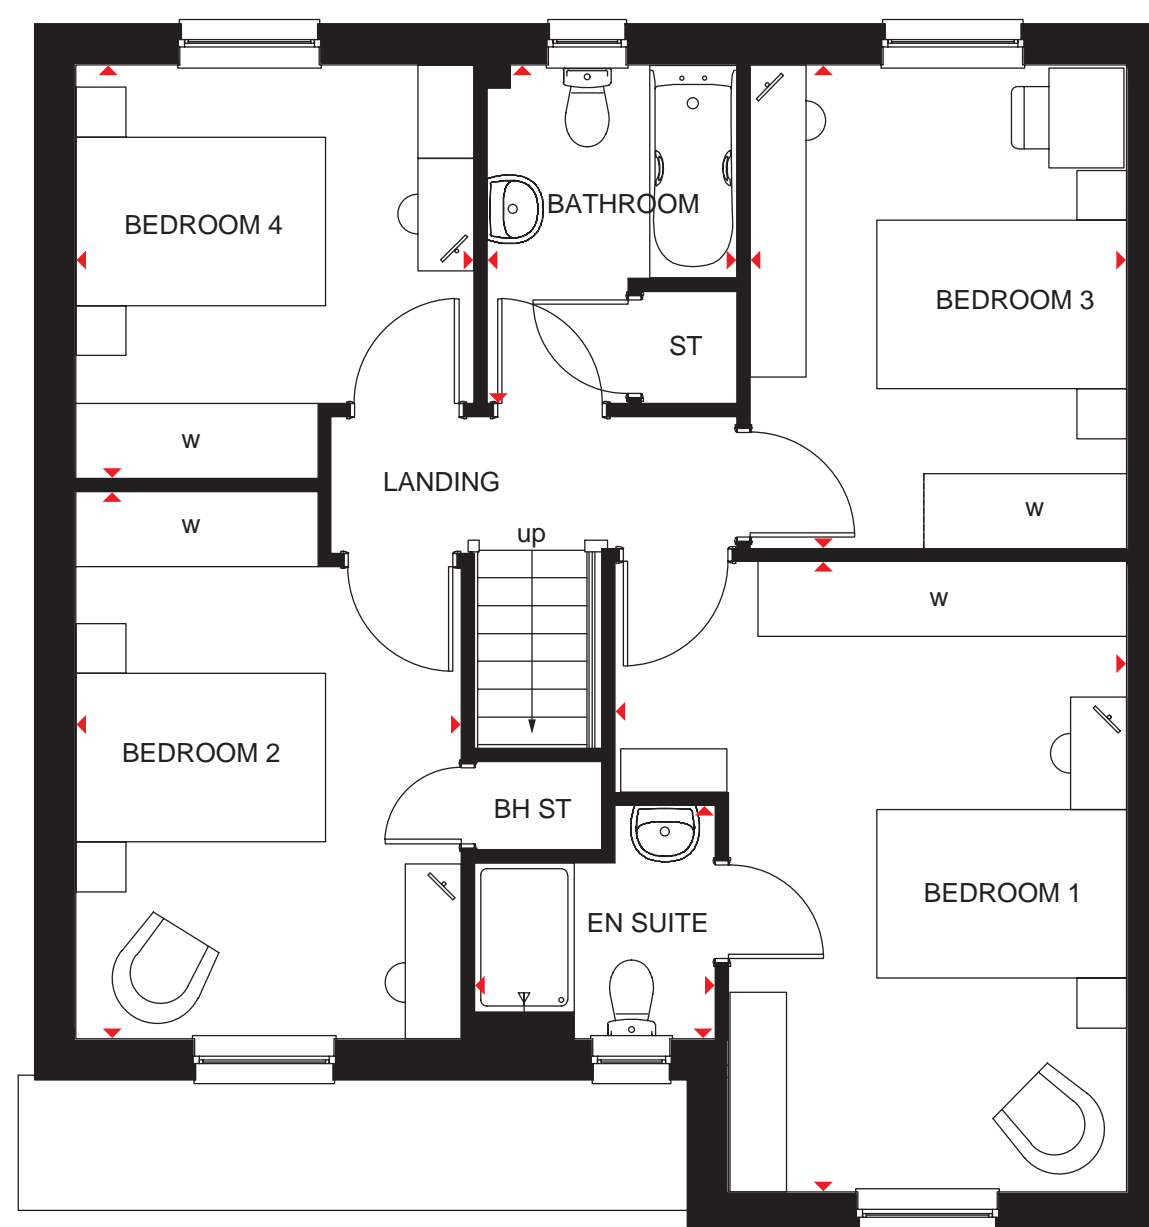 BEDROOM 4
BATHROOM
BEDROOM 3
ST
w
LANDING
w
w
up
w
BEDROOM 2
BH ST
BEDROOM 1
EN SUITE